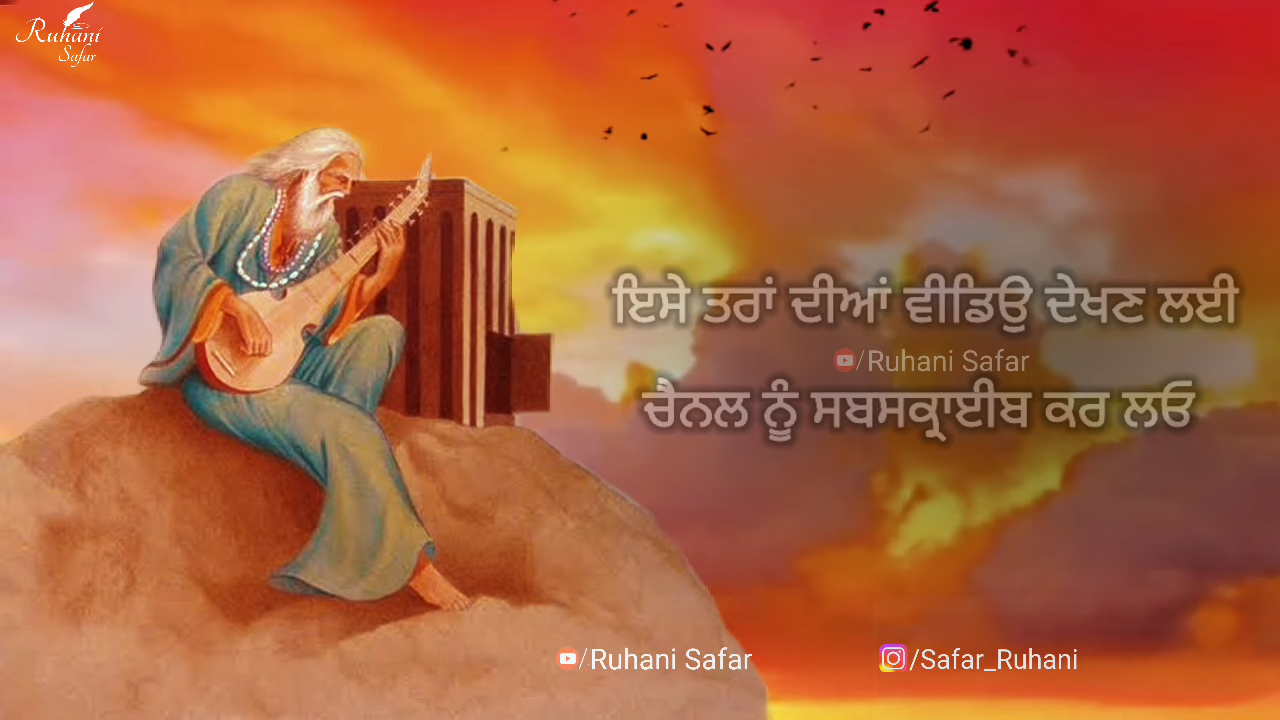 Ruhani
Safar
ਇਸੇ ਤਰਾਂ ਦੀਆਂ ਵੀਡਿਉ ਦੇਖਣ ਲਈ
/Ruhani Safar
ਚੈਨਲ ਨੂੰ ਸਬਸਕ੍ਰਾਈਬ ਕਰ ਲਓ
/Ruhani Safar
/Safar_Ruhani